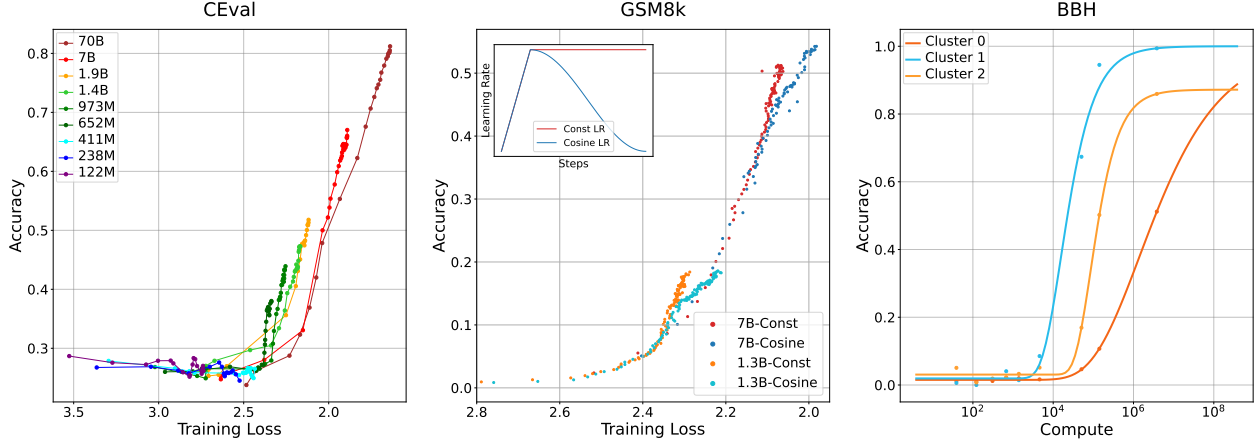 CEval
Accuracy
0.8
0.7
0.6
0.5
0.4
0.3
70B
7B
1.9B
1.4B
973M
652M
411M
238M
122M
3.5
3.0
2.5
2.0
Training Loss
GSM8k
Accuracy
0.5
0.4
0.3
0.2
0.1
0.0
Learning Rate
Const LR
Cosine LR
Steps
7B-Const
7B-Cosine
1.3B-Const
1.3B-Cosine
2.8
2.6
2.4
2.2
2.0
Training Loss
BBH
Accuracy
1.0
0.8
0.6
0.4
0.2
0.0
Cluster 0
Cluster 1
Cluster 2
10²
10⁴
10⁶
10⁸
Compute